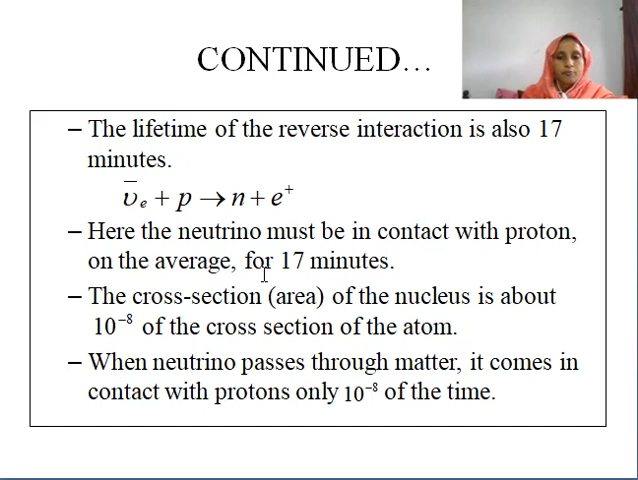 CONTINUED…
– The lifetime of the reverse interaction is also 17
minutes.
ῡₑ + p → n + e⁺
– Here the neutrino must be in contact with proton,
on the average, for 17 minutes.
– The cross-section (area) of the nucleus is about
10⁻⁸ of the cross section of the atom.
– When neutrino passes through matter, it comes in
contact with protons only 10⁻⁸ of the time.